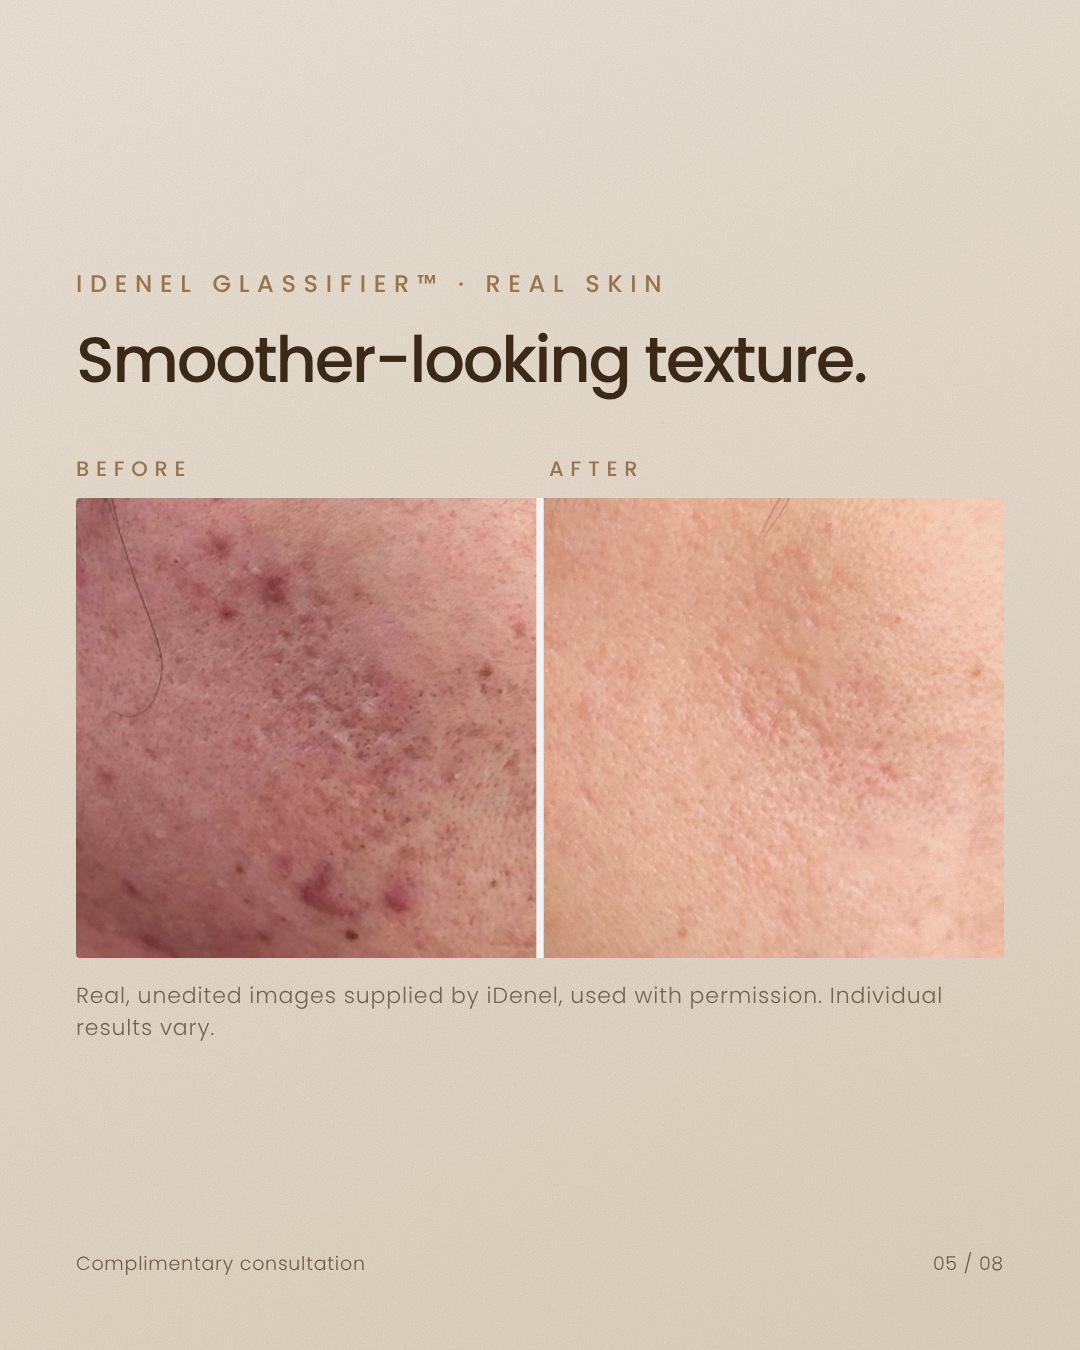 IDENEL GLASSIFIER™ · REAL SKIN
Smoother-looking texture.
BEFORE
AFTER
Real, unedited images supplied by iDenel, used with permission. Individual
results vary.
Complimentary consultation
05 / 08